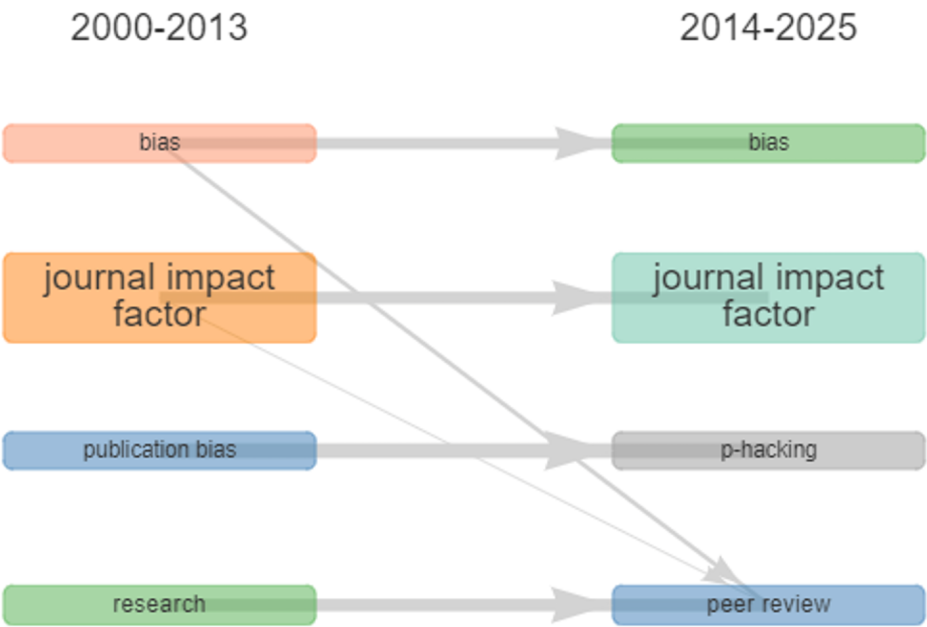 2000-2013 2014-2025
bias bias
journal impact journal impact
factor factor
publication bias p-hacking
research peer review